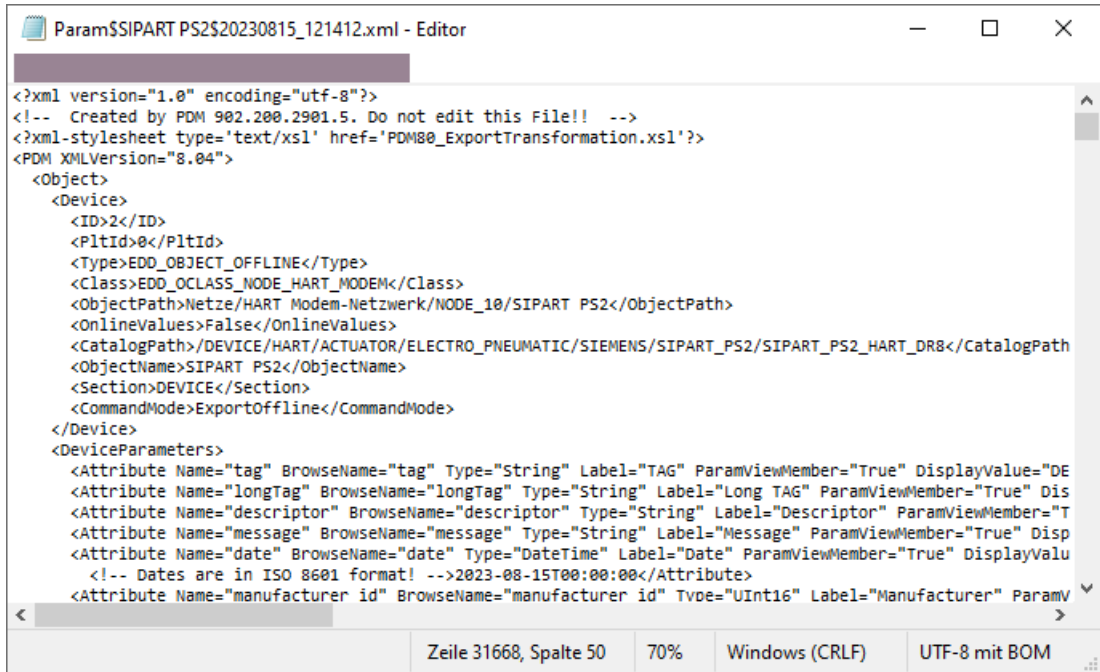 Param$SIPART PS2$20230815_121412.xml - Editor
<?xml version="1.0" encoding="utf-8"?>
<!--  Created by PDM 902.200.2901.5. Do not edit this File!!  -->
<?xml-stylesheet type='text/xsl' href='PDM80_ExportTransformation.xsl'?>
<PDM XMLVersion="8.04">
  <Object>
    <Device>
      <ID>2</ID>
      <PltId>0</PltId>
      <Type>EDD_OBJECT_OFFLINE</Type>
      <Class>EDD_OCLASS_NODE_HART_MODEM</Class>
      <ObjectPath>Netze/HART Modem-Netzwerk/NODE_10/SIPART PS2</ObjectPath>
      <OnlineValues>False</OnlineValues>
      <CatalogPath>/DEVICE/HART/ACTUATOR/ELECTRO_PNEUMATIC/SIEMENS/SIPART_PS2/SIPART_PS2_HART_DR8</CatalogPath
      <ObjectName>SIPART PS2</ObjectName>
      <Section>DEVICE</Section>
      <CommandMode>ExportOffline</CommandMode>
    </Device>
    <DeviceParameters>
      <Attribute Name="tag" BrowseName="tag" Type="String" Label="TAG" ParamViewMember="True" DisplayValue="DE
      <Attribute Name="longTag" BrowseName="longTag" Type="String" Label="Long TAG" ParamViewMember="True" Dis
      <Attribute Name="descriptor" BrowseName="descriptor" Type="String" Label="Descriptor" ParamViewMember="T
      <Attribute Name="message" BrowseName="message" Type="String" Label="Message" ParamViewMember="True" Disp
      <Attribute Name="date" BrowseName="date" Type="DateTime" Label="Date" ParamViewMember="True" DisplayValu
        <!-- Dates are in ISO 8601 format! -->2023-08-15T00:00:00</Attribute>
      <Attribute Name="manufacturer_id" BrowseName="manufacturer_id" Type="UInt16" Label="Manufacturer" ParamV
Zeile 31668, Spalte 50
70%
Windows (CRLF)
UTF-8 mit BOM